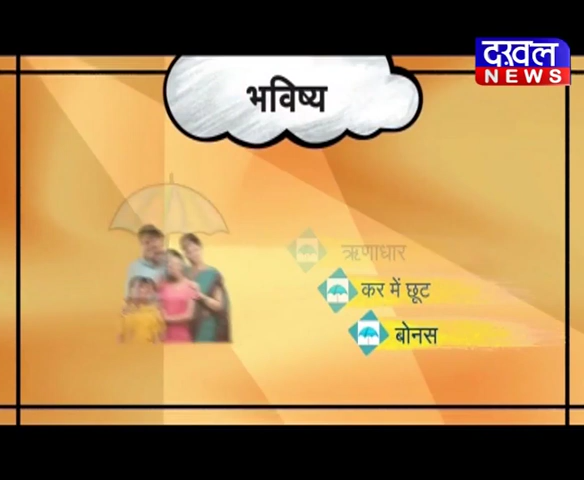 दख़ल
NEWS
भविष्य
ऋणाधार
कर में छूट
बोनस